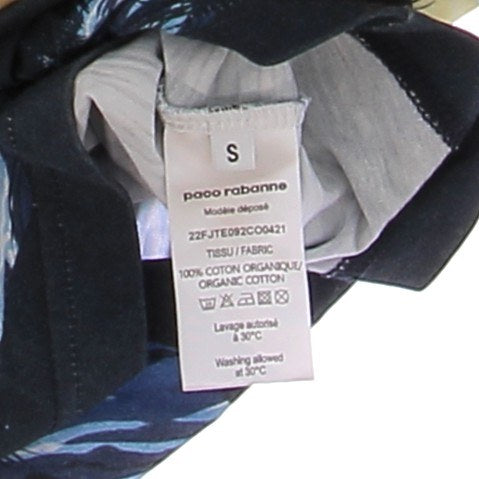 S
paco rabanne
Modèle déposé
22FJTE092CO0421
TISSU / FABRIC
100% COTON ORGANIQUE/
ORGANIC COTTON
Lavage autorisé
à 30°C
Washing allowed
at 30°C